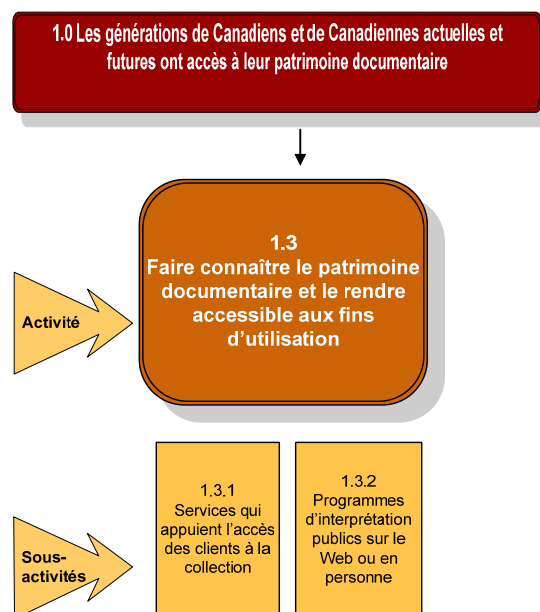 1.0 Les générations de Canadiens et de Canadiennes actuelles et
futures ont accès à leur patrimoine documentaire
1.3
Faire connaître le patrimoine
documentaire et le rendre
accessible aux fins
d’utilisation
Activité
1.3.1
Services qui
appuient l’accès
des clients à la
collection
1.3.2
Programmes
d’interprétation
publics sur le
Web ou en
personne
Sous-
activités